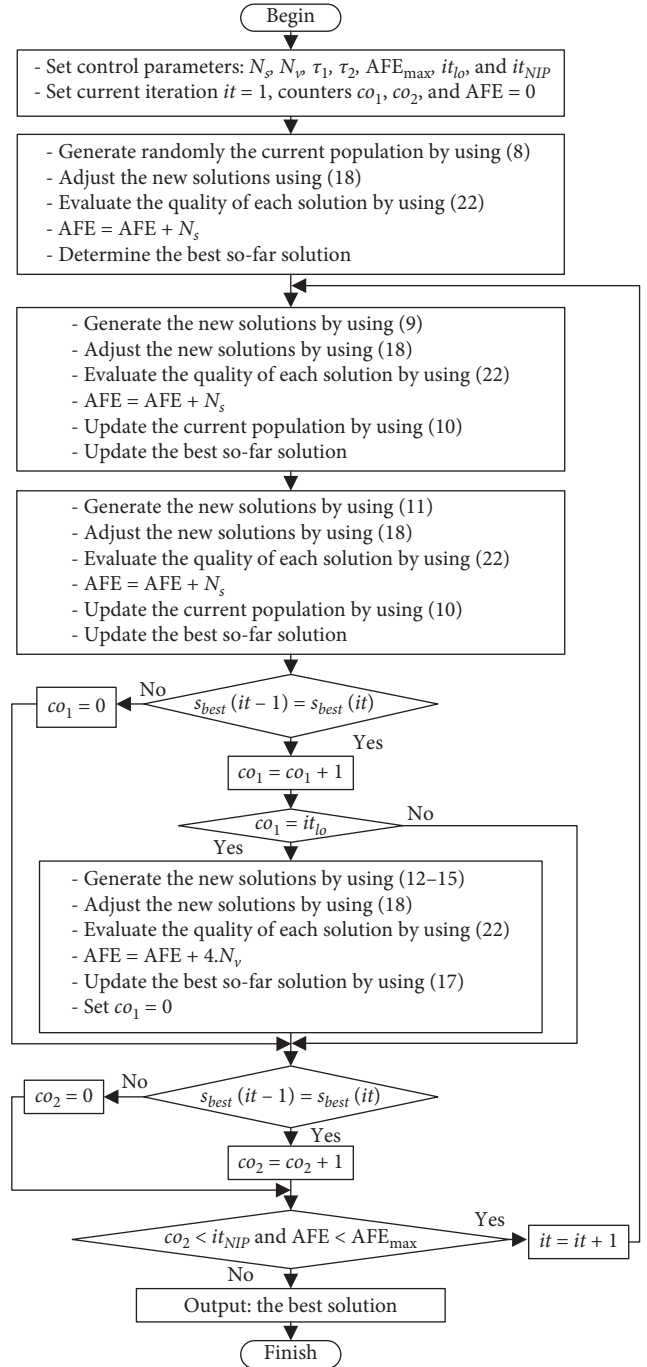 Begin
- Set control parameters: Nₛ, Nᵥ, τ₁, τ₂, AFEₘₐₓ, itₗₒ, and it_NIP
- Set current iteration it = 1, counters co₁, co₂, and AFE = 0
- Generate randomly the current population by using (8)
- Adjust the new solutions using (18)
- Evaluate the quality of each solution by using (22)
- AFE = AFE + Nₛ
- Determine the best so-far solution
- Generate the new solutions by using (9)
- Adjust the new solutions by using (18)
- Evaluate the quality of each solution by using (22)
- AFE = AFE + Nₛ
- Update the current population by using (10)
- Update the best so-far solution
- Generate the new solutions by using (11)
- Adjust the new solutions by using (18)
- Evaluate the quality of each solution by using (22)
- AFE = AFE + Nₛ
- Update the current population by using (10)
- Update the best so-far solution
s_best (it – 1) = s_best (it)
No
co₁ = 0
Yes
co₁ = co₁ + 1
co₁ = itₗₒ
No
Yes
- Generate the new solutions by using (12–15)
- Adjust the new solutions by using (18)
- Evaluate the quality of each solution by using (22)
- AFE = AFE + 4.Nᵥ
- Update the best so-far solution by using (17)
- Set co₁ = 0
s_best (it – 1) = s_best (it)
No
co₂ = 0
Yes
co₂ = co₂ + 1
co₂ < it_NIP and AFE < AFEₘₐₓ
Yes
it = it + 1
No
Output: the best solution
Finish